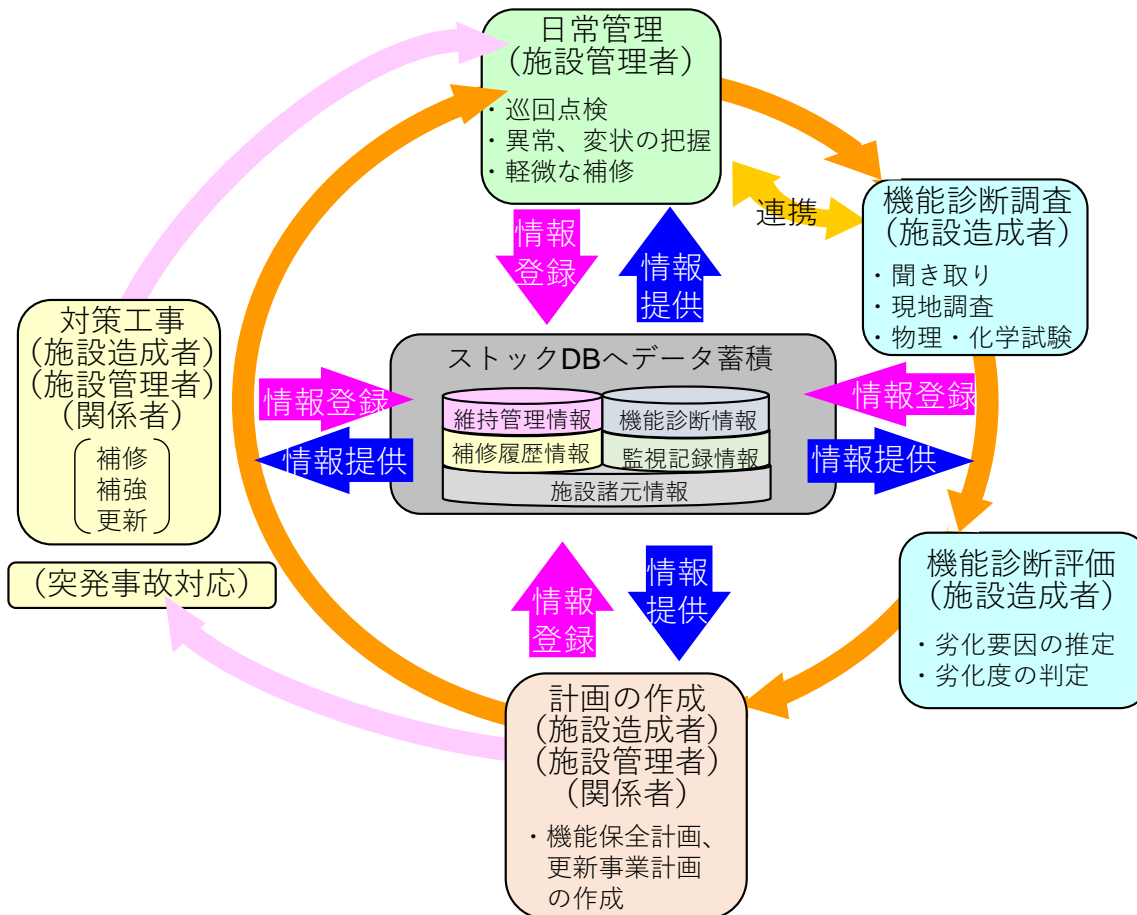 日常管理
(施設管理者)
・巡回点検
・異常、変状の把握
・軽微な補修
連携
機能診断調査
(施設造成者)
・聞き取り
・現地調査
・物理・化学試験
情報
登録
情報
提供
対策工事
(施設造成者)
(施設管理者)
(関係者)
補修
補強
更新
(突発事故対応)
ストックDBへデータ蓄積
維持管理情報
機能診断情報
補修履歴情報
監視記録情報
施設諸元情報
情報登録
情報提供
情報登録
情報提供
機能診断評価
(施設造成者)
・劣化要因の推定
・劣化度の判定
情報
登録
情報
提供
計画の作成
(施設造成者)
(施設管理者)
(関係者)
・機能保全計画、
更新事業計画
の作成